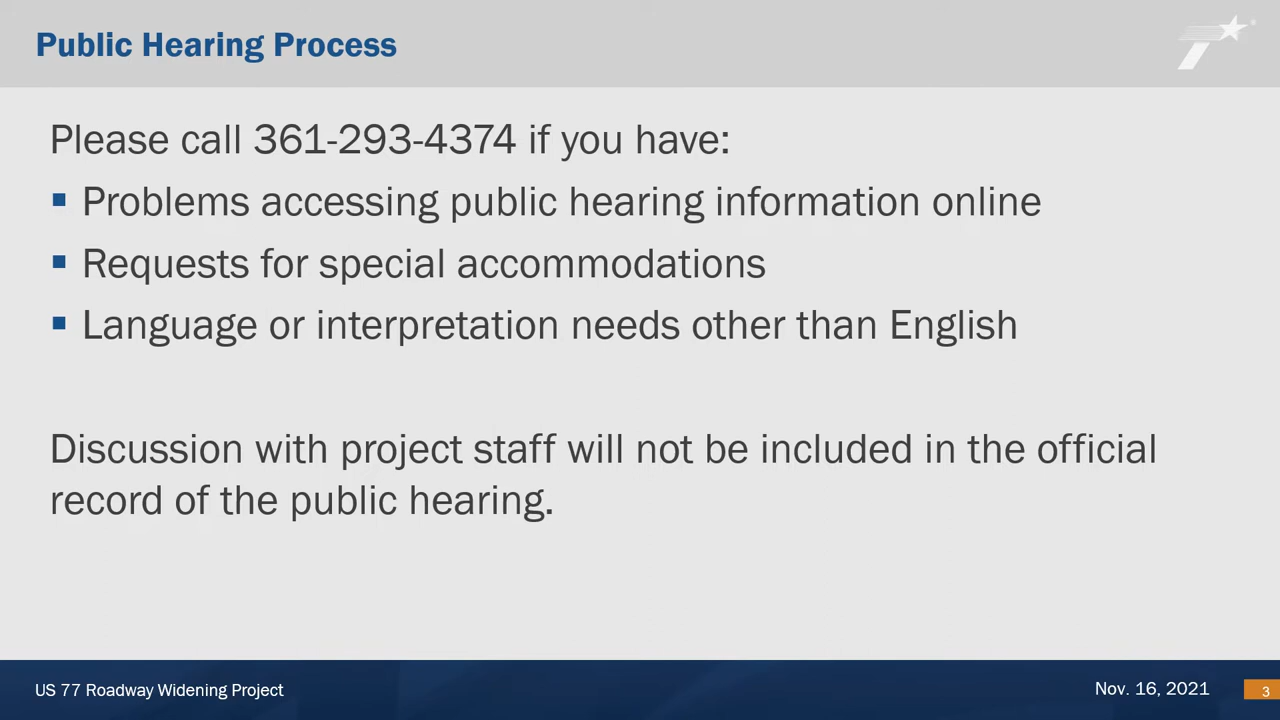 Public Hearing Process
Please call 361-293-4374 if you have:
▪ Problems accessing public hearing information online
▪ Requests for special accommodations
▪ Language or interpretation needs other than English
Discussion with project staff will not be included in the official
record of the public hearing.
US 77 Roadway Widening Project
Nov. 16, 2021
3